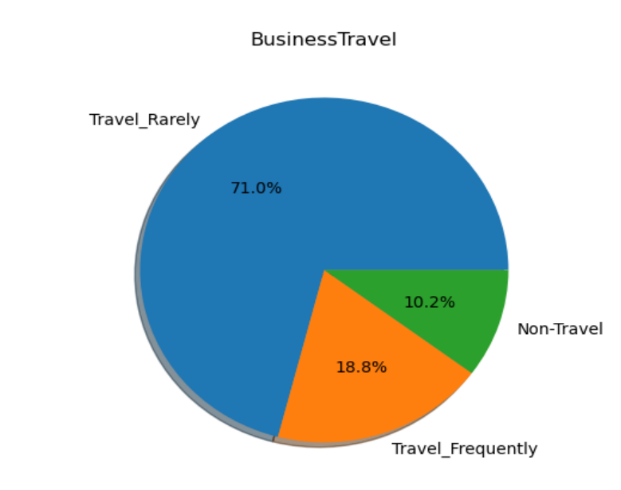 BusinessTravel
Travel_Rarely
71.0%
10.2%
Non-Travel
18.8%
Travel_Frequently